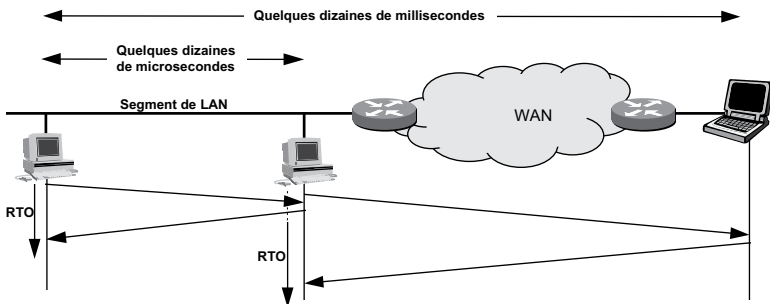 Quelques dizaines de millisecondes
Quelques dizaines
de microsecondes
Segment de LAN
WAN
RTO
RTO